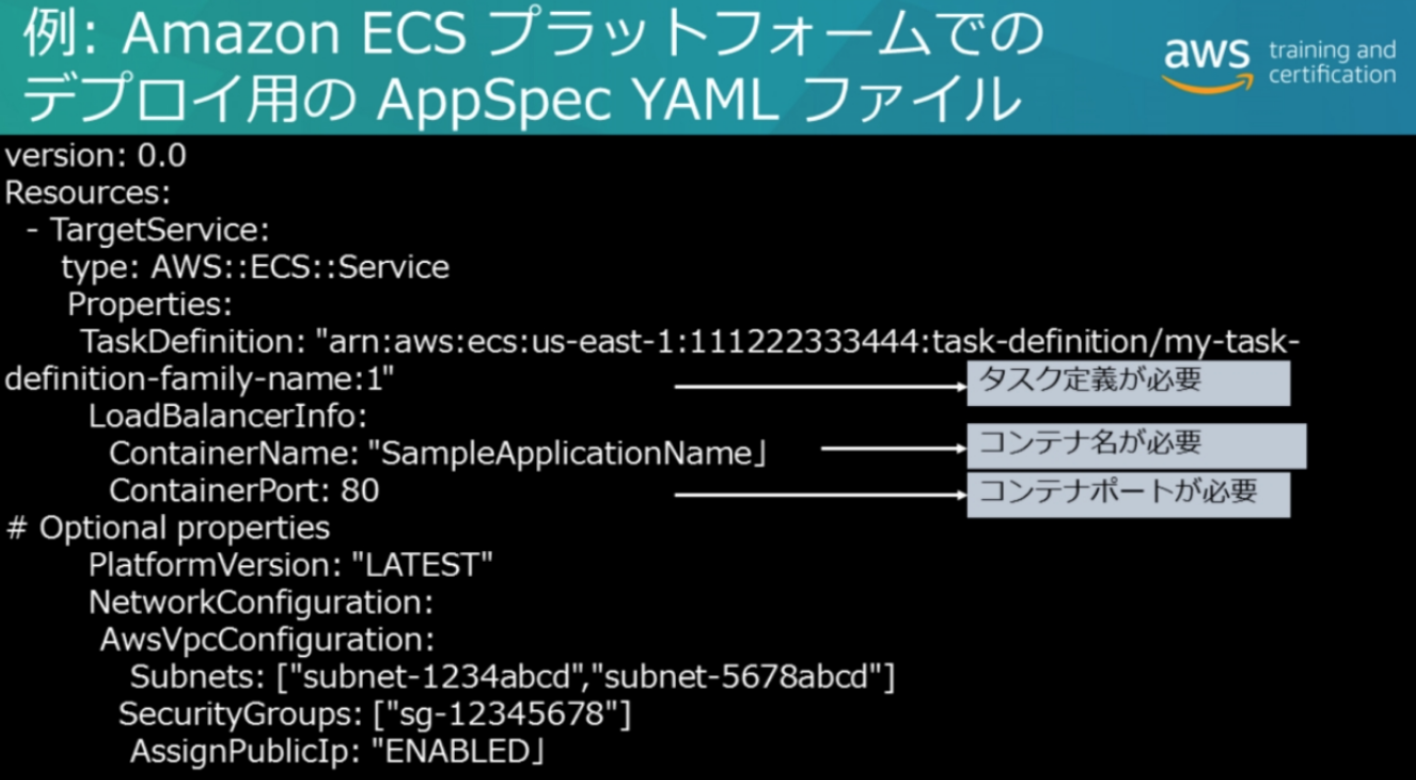 例: Amazon ECS プラットフォームでの
デプロイ用の AppSpec YAML ファイル
aws training and
certification
version: 0.0
Resources:
- TargetService:
type: AWS::ECS::Service
Properties:
TaskDefinition: "arn:aws:ecs:us-east-1:111222333444:task-definition/my-task-
definition-family-name:1"
タスク定義が必要
LoadBalancerInfo:
ContainerName: "SampleApplicationName」
コンテナ名が必要
ContainerPort: 80
コンテナポートが必要
# Optional properties
PlatformVersion: "LATEST"
NetworkConfiguration:
AwsVpcConfiguration:
Subnets: ["subnet-1234abcd","subnet-5678abcd"]
SecurityGroups: ["sg-12345678"]
AssignPublicIp: "ENABLED」